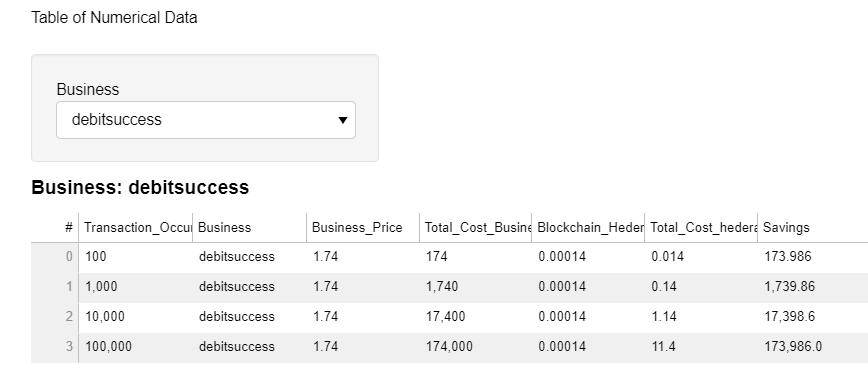 Table of Numerical Data
Business
debitsuccess
Business: debitsuccess
# Transaction_Occu Business Business_Price Total_Cost_Busine Blockchain_Heder Total_Cost_hedera Savings
0 100 debitsuccess 1.74 174 0.00014 0.014 173.986
1 1,000 debitsuccess 1.74 1,740 0.00014 0.14 1,739.86
2 10,000 debitsuccess 1.74 17,400 0.00014 1.14 17,398.6
3 100,000 debitsuccess 1.74 174,000 0.00014 11.4 173,986.0